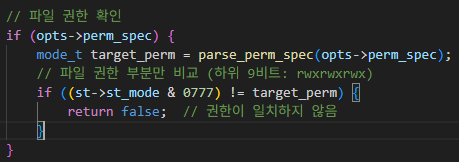 // 파일 권한 확인
if (opts->perm_spec) {
    mode_t target_perm = parse_perm_spec(opts->perm_spec);
    // 파일 권한 부분만 비교 (하위 9비트: rwxrwxrwx)
    if ((st->st_mode & 0777) != target_perm) {
        return false;  // 권한이 일치하지 않음
    }
}